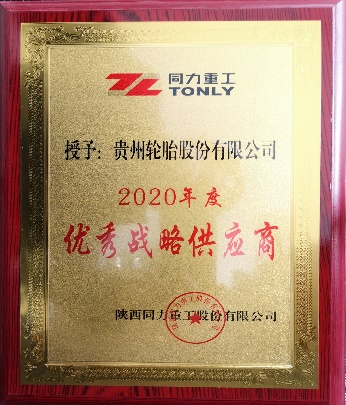 同力重工
TONLY
授予：贵州轮胎股份有限公司
2020年度
优秀战略供应商
陕西同力重工股份有限公司